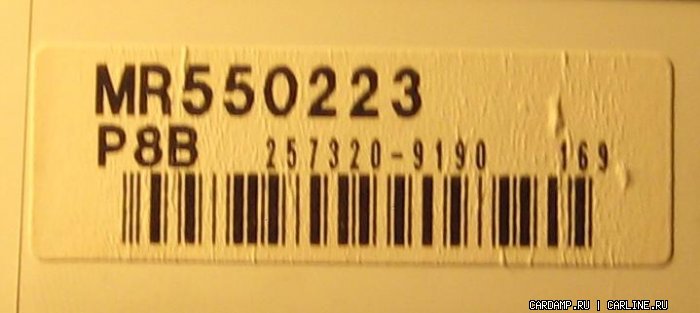 MR550223
P8B 257320-9190 169
CARDAMP.RU | CARLINE.RU